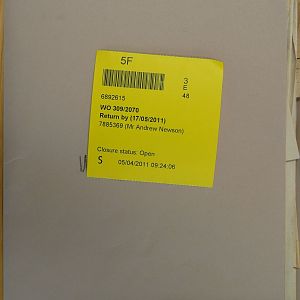 5F
3
E
48
6892615
WO 309/2070
Return by (17/05/2011)
7885369 (Mr Andrew Newson)
Closure status: Open
S 05/04/2011 09:24:06